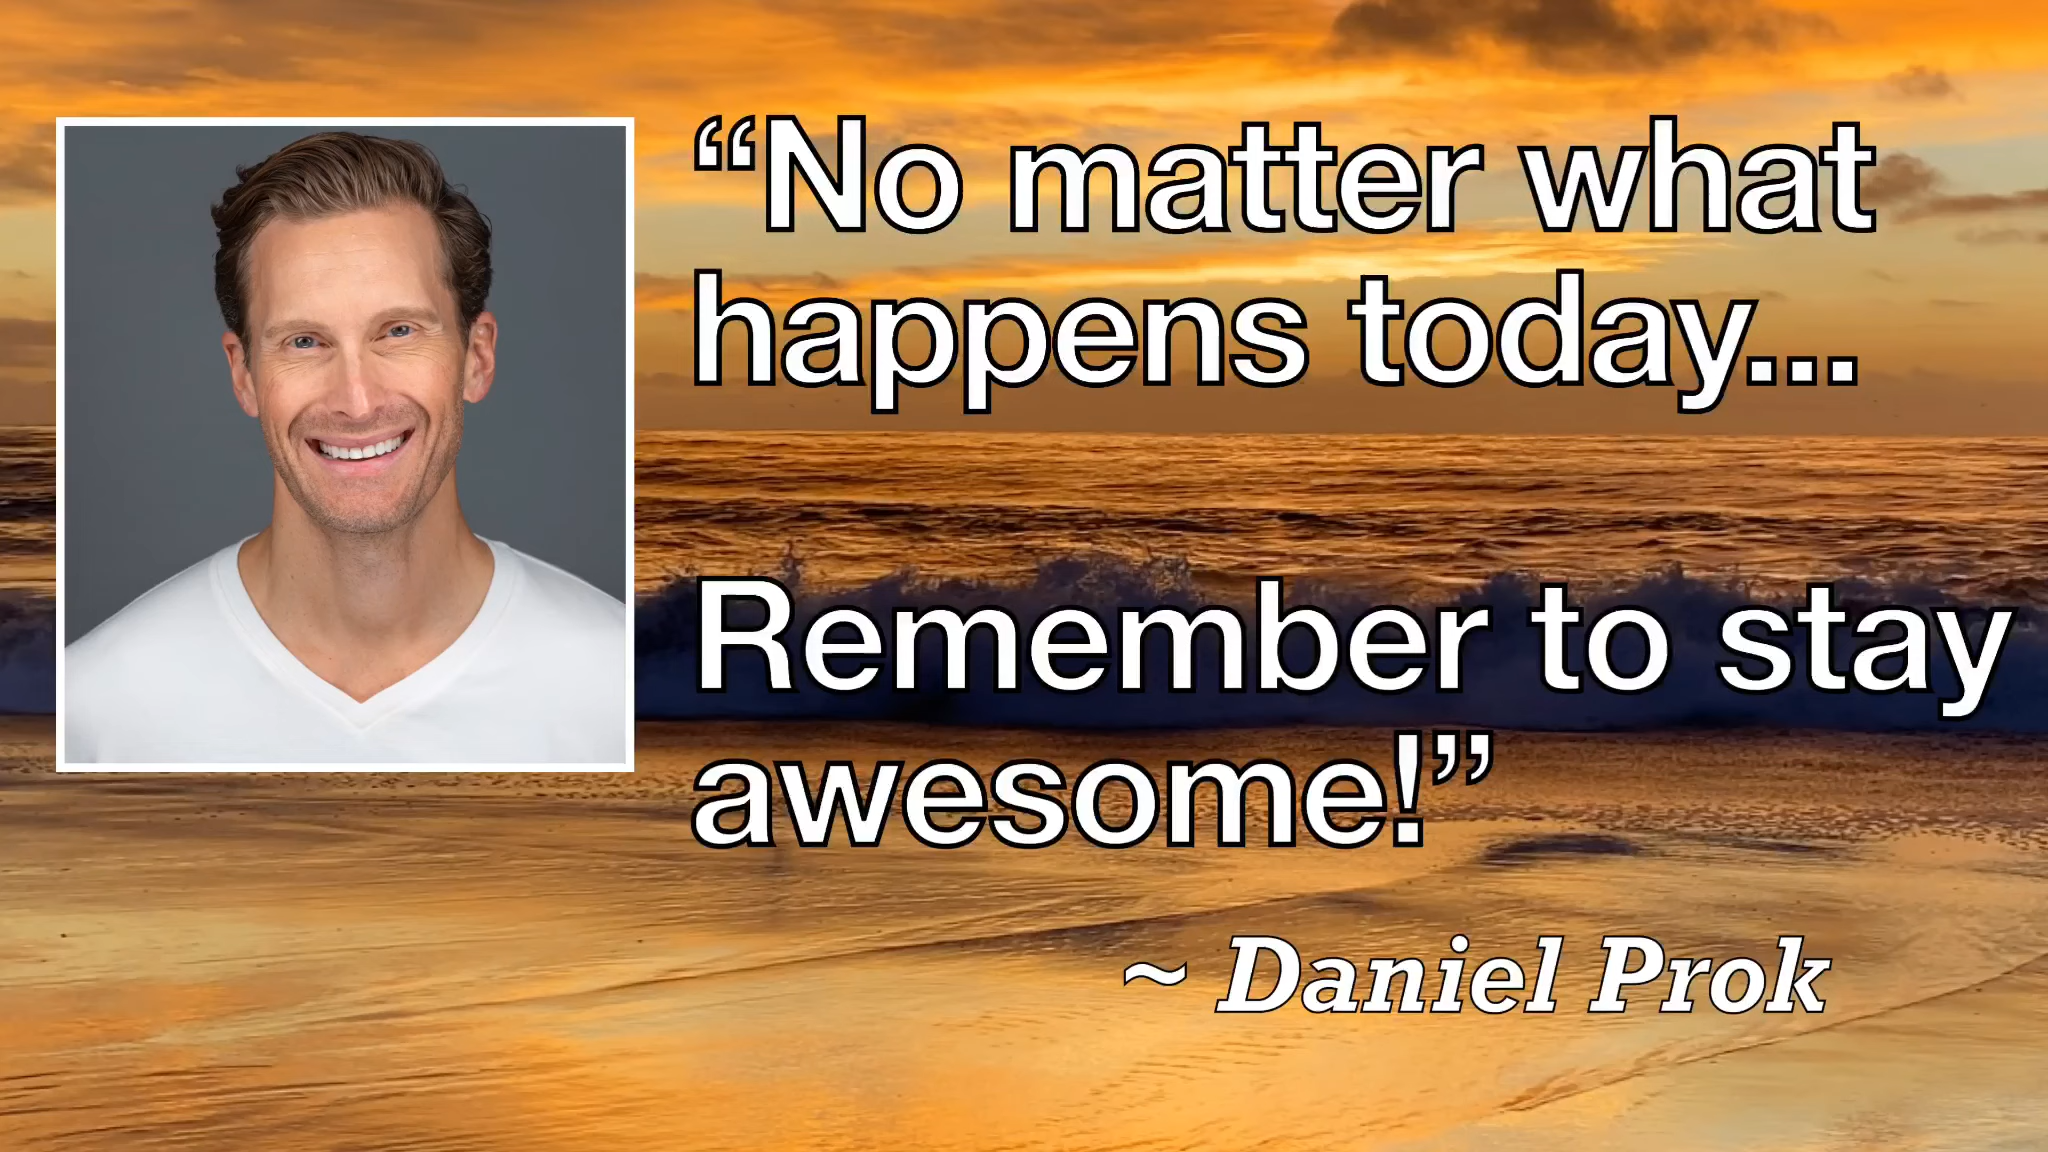 “No matter what
happens today...
Remember to stay
awesome!”
~ Daniel Prok